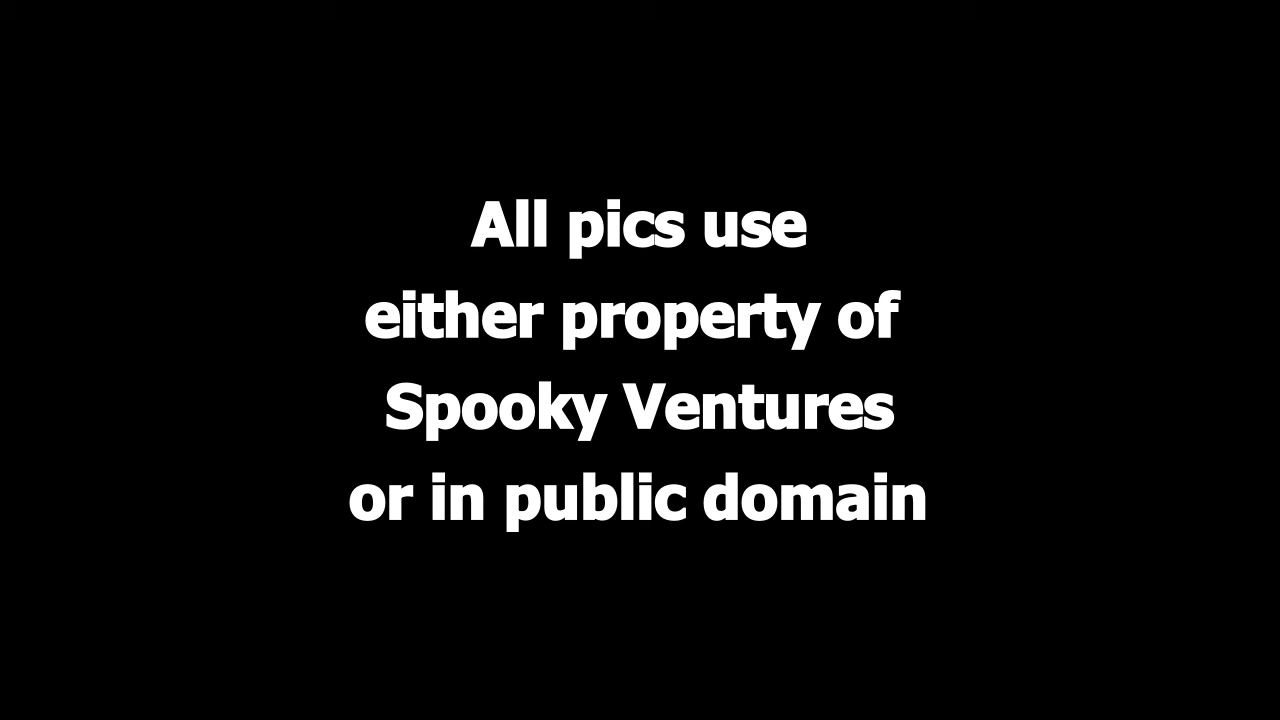 All pics use
either property of
Spooky Ventures
or in public domain